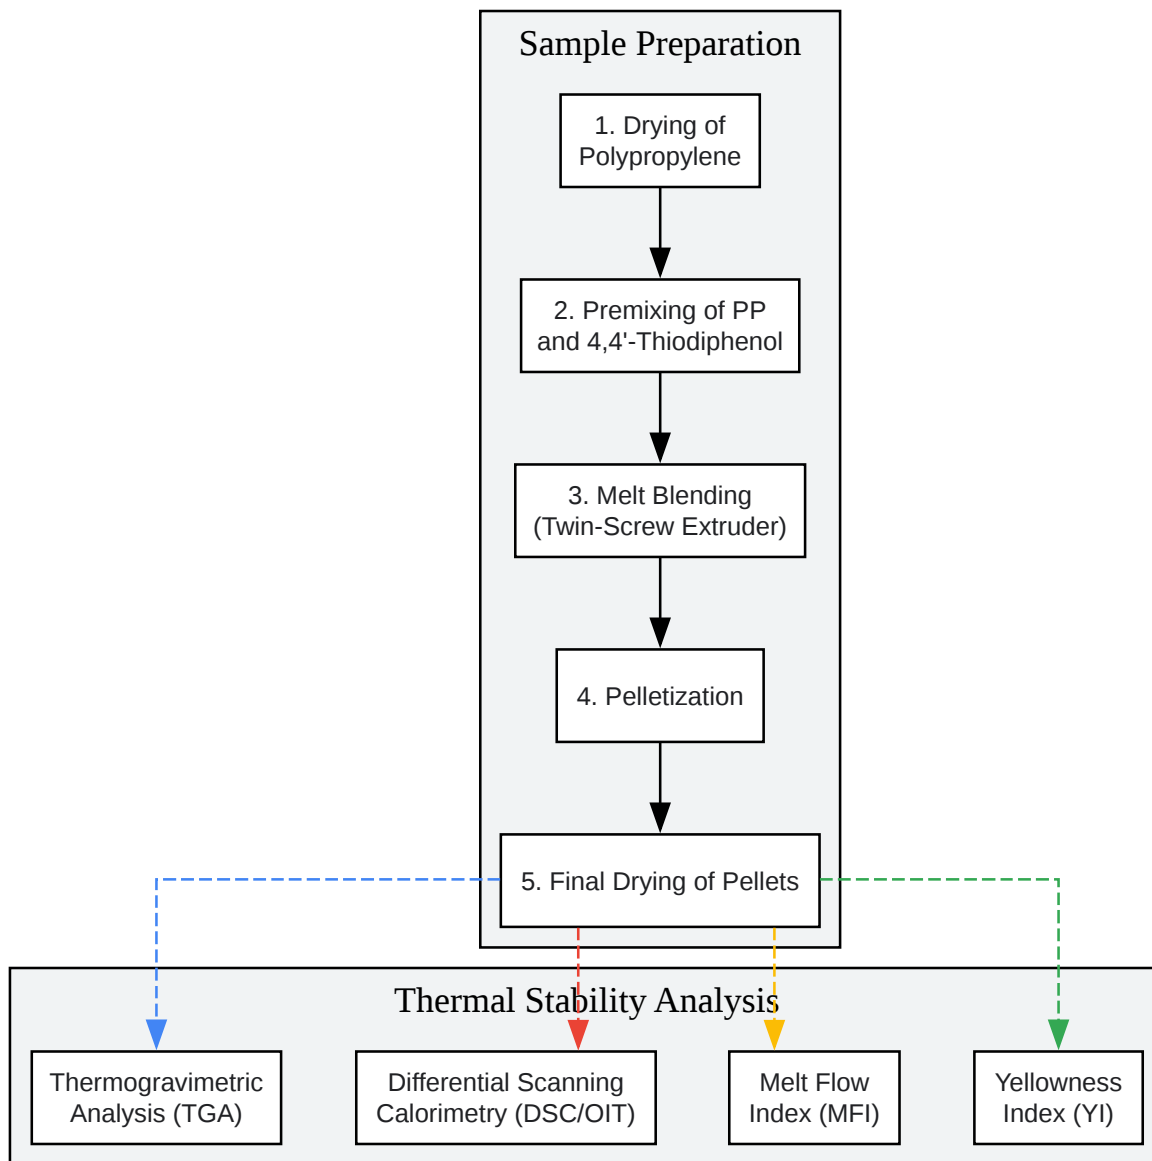 Sample Preparation
1. Drying of
Polypropylene
2. Premixing of PP
and 4,4'-Thiodiphenol
3. Melt Blending
(Twin-Screw Extruder)
4. Pelletization
5. Final Drying of Pellets
Thermal Stability Analysis
Thermogravimetric
Analysis (TGA)
Differential Scanning
Calorimetry (DSC/OIT)
Melt Flow
Index (MFI)
Yellowness
Index (YI)